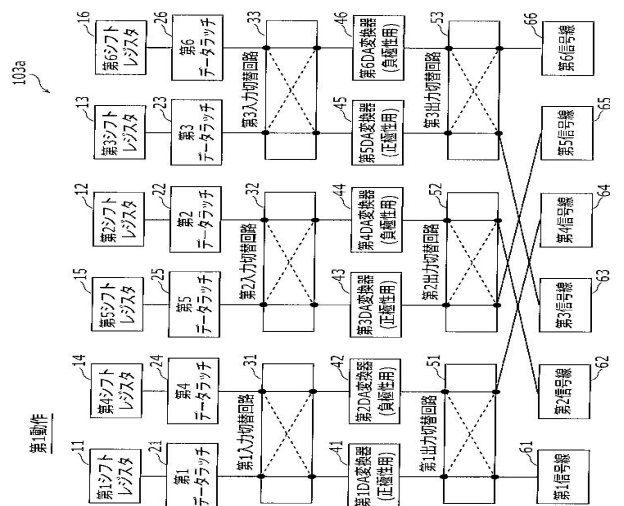 第1動作
103a
11
14
15
12
13
16
第1シフト
レジスタ
第4シフト
レジスタ
第5シフト
レジスタ
第2シフト
レジスタ
第3シフト
レジスタ
第6シフト
レジスタ
21
24
25
22
23
26
第1
データラッチ
第4
データラッチ
第5
データラッチ
第2
データラッチ
第3
データラッチ
第6
データラッチ
第1入力切替回路
31
第2入力切替回路
32
第3入力切替回路
33
41
42
43
44
45
46
第1DA変換器
(正極性用)
第2DA変換器
(負極性用)
第3DA変換器
(正極性用)
第4DA変換器
(負極性用)
第5DA変換器
(正極性用)
第6DA変換器
(負極性用)
第1出力切替回路
51
第2出力切替回路
52
第3出力切替回路
53
第1信号線
第2信号線
第3信号線
第4信号線
第5信号線
第6信号線
61
62
63
64
65
66